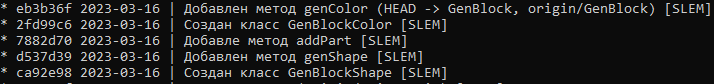 * eb3b36f 2023-03-16 | Добавлен метод genColor (HEAD -> GenBlock, origin/GenBlock) [SLEM]
* 2fd99c6 2023-03-16 | Создан класс GenBlockColor [SLEM]
* 7882d70 2023-03-16 | Добавле метод addPart [SLEM]
* d537d39 2023-03-16 | Добавлен метод genShape [SLEM]
* ca92e98 2023-03-16 | Создан класс GenBlockShape [SLEM]